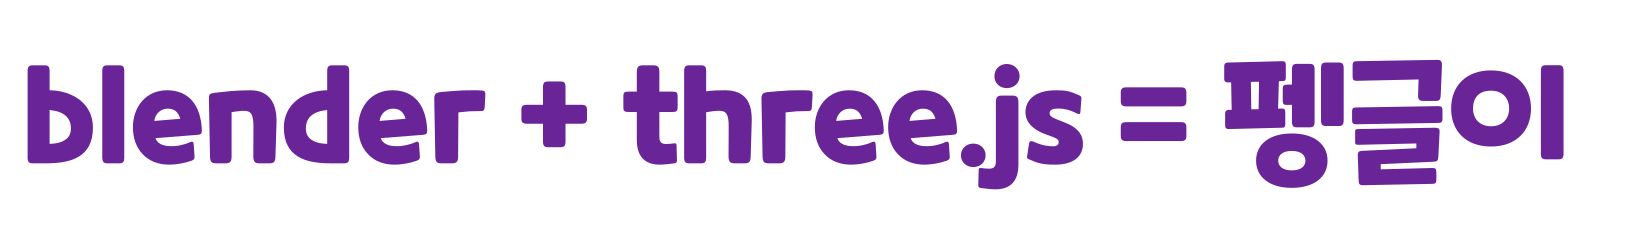 blender + three.js = 펭글이